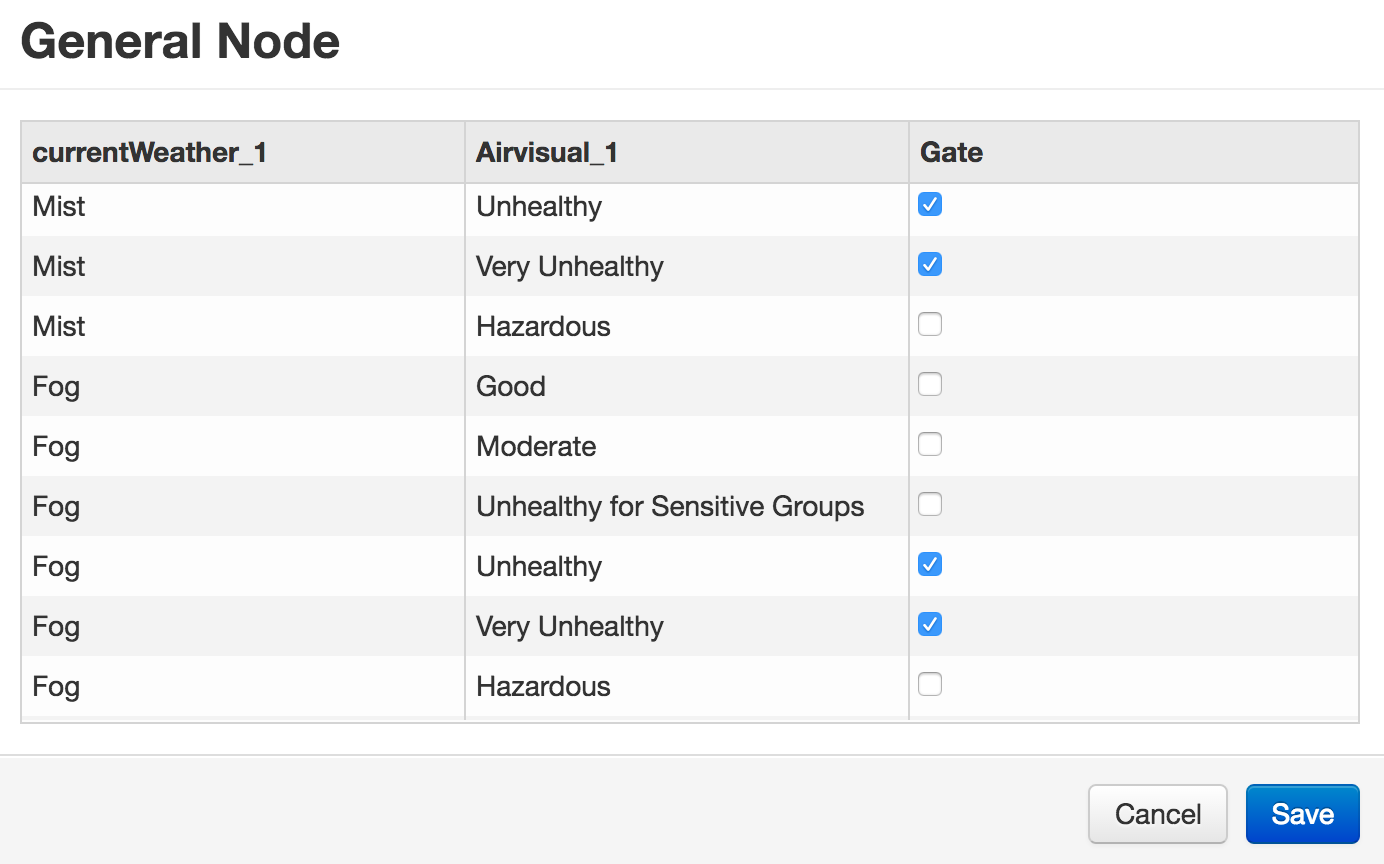 General Node
currentWeather_1 Airvisual_1 Gate
Mist Unhealthy
Mist Very Unhealthy
Mist Hazardous
Fog Good
Fog Moderate
Fog Unhealthy for Sensitive Groups
Fog Unhealthy
Fog Very Unhealthy
Fog Hazardous
Cancel Save